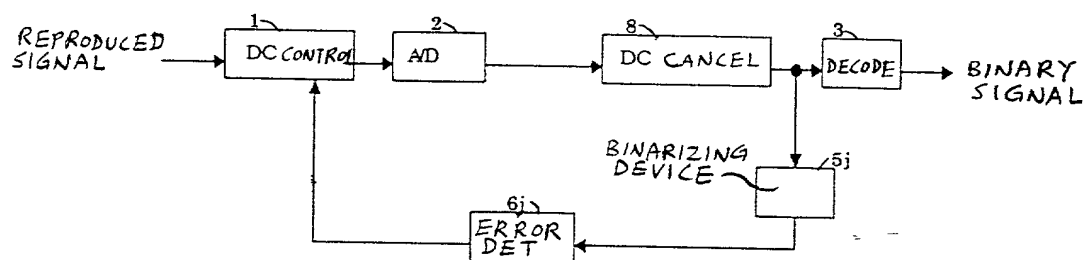 1
2
8
3
REPRODUCED
SIGNAL
DC CONTROL
A/D
DC CANCEL
DECODE
BINARY
SIGNAL
BINARIZING
DEVICE
5j
6j
ERROR
DET